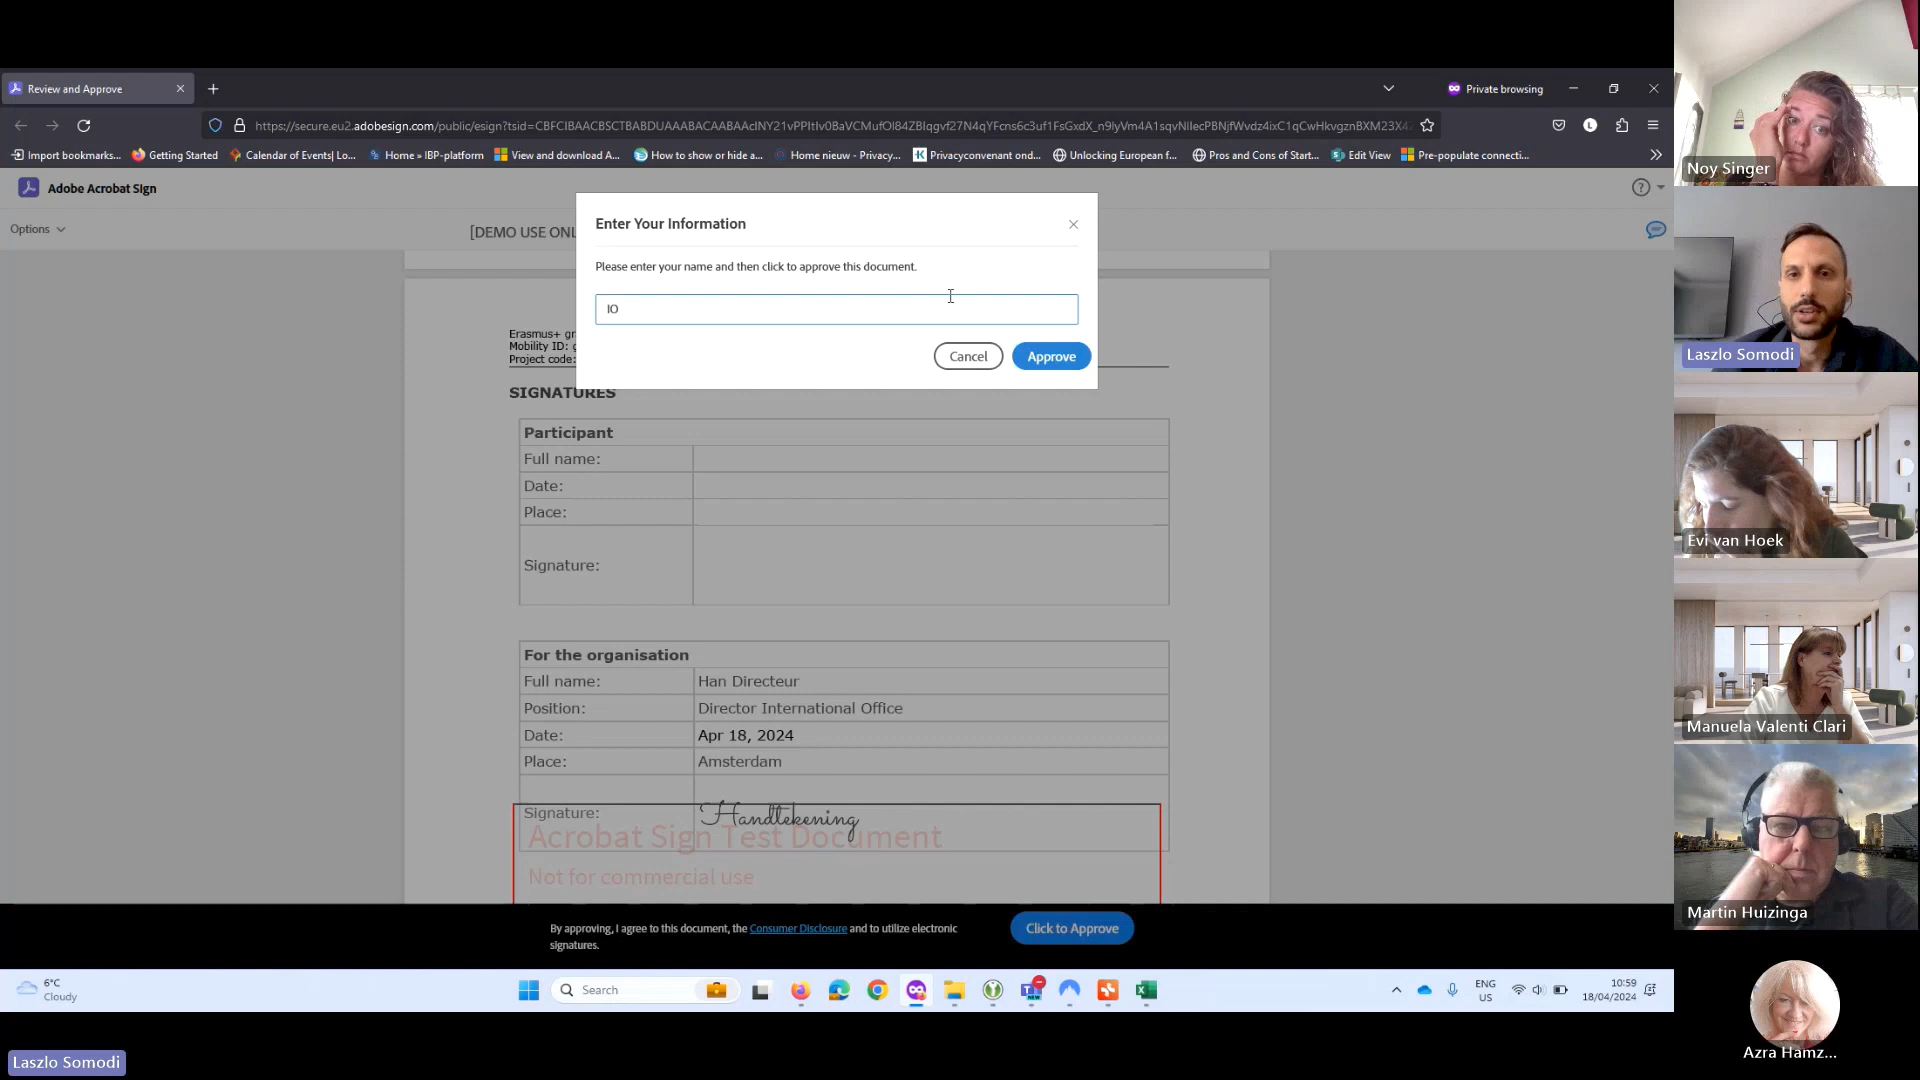 Review and Approve
Private browsing
https://secure.eu2.adobesign.com/public/esign?tsid=
Import bookmarks...
Getting Started
Calendar of Events| Lo...
Home » IBP-platform
View and download A...
How to show or hide a...
Home nieuw - Privacy...
Privacyconvenant ond...
Unlocking European f...
Pros and Cons of Start...
Edit View
Pre-populate connecti...
Adobe Acrobat Sign
Options
[DEMO USE ONL
Enter Your Information
Please enter your name and then click to approve this document.
IO
Cancel
Approve
Erasmus+ gr
Mobility ID:
Project code:
SIGNATURES
Participant
Full name:
Date:
Place:
Signature:
For the organisation
Full name: Han Directeur
Position: Director International Office
Date: Apr 18, 2024
Place: Amsterdam
Signature: Handtekening
Acrobat Sign Test Document
Not for commercial use
By approving, I agree to this document, the Consumer Disclosure and to utilize electronic
signatures.
Click to Approve
6°C
Cloudy
Search
NEW
ENG
US
10:59
18/04/2024
Noy Singer
Laszlo Somodi
Evi van Hoek
Manuela Valenti Clari
Martin Huizinga
Azra Hamz...
Laszlo Somodi